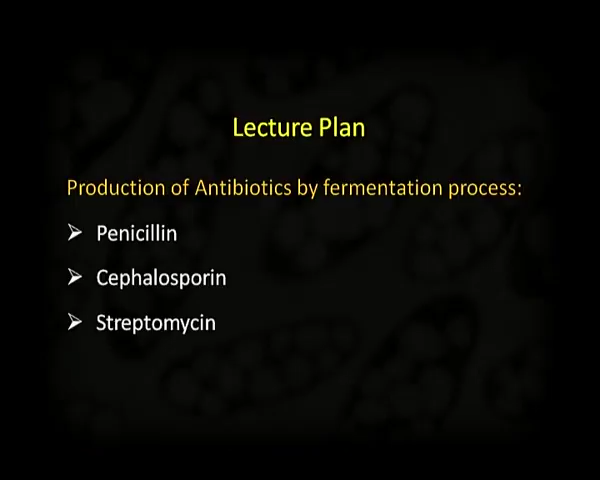 Lecture Plan
Production of Antibiotics by fermentation process:
➢ Penicillin
➢ Cephalosporin
➢ Streptomycin